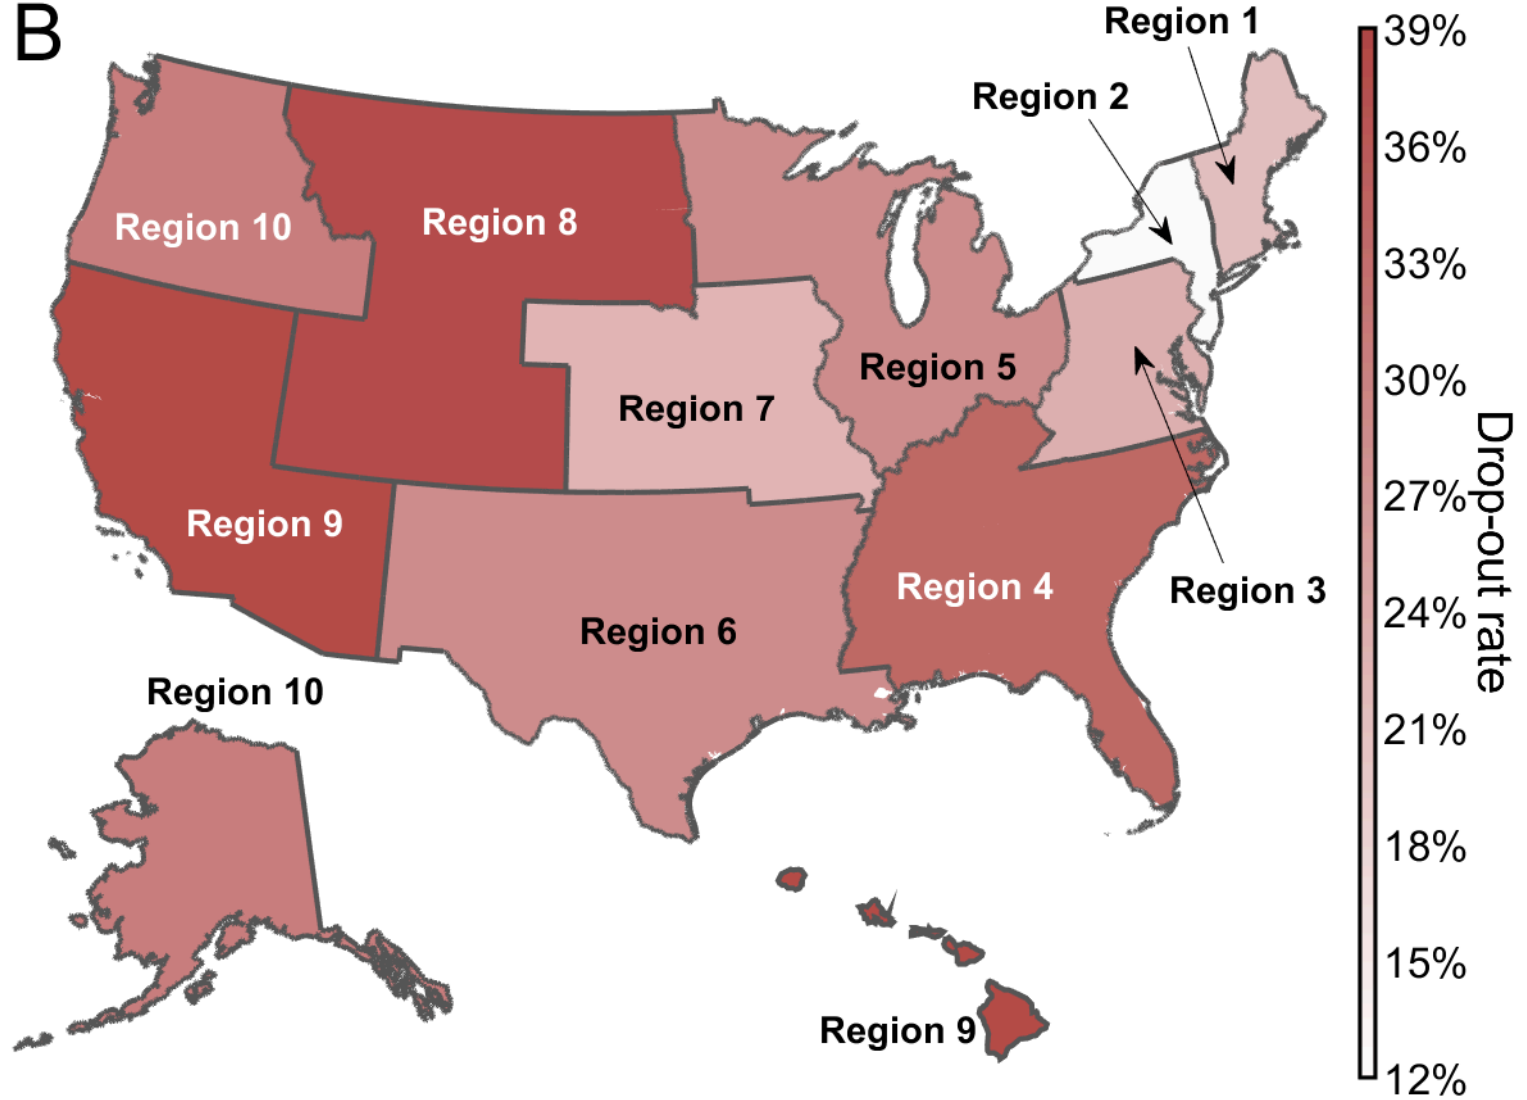 B
Region 1
Region 2
Region 10
Region 8
Region 5
Region 7
Region 9
Region 4
Region 3
Region 6
Region 10
Region 9
39%
36%
33%
30%
27%
24%
21%
18%
15%
12%
Drop-out rate